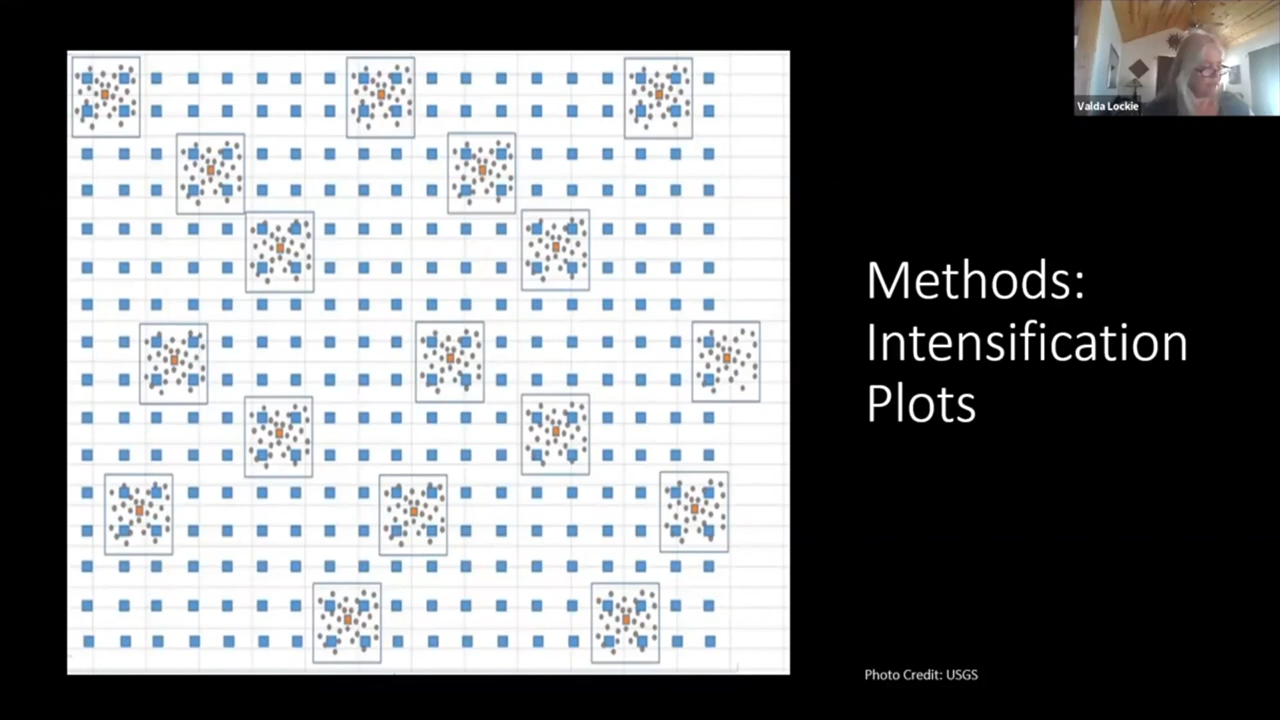 Valda Lockie
Methods:
Intensification
Plots
Photo Credit: USGS